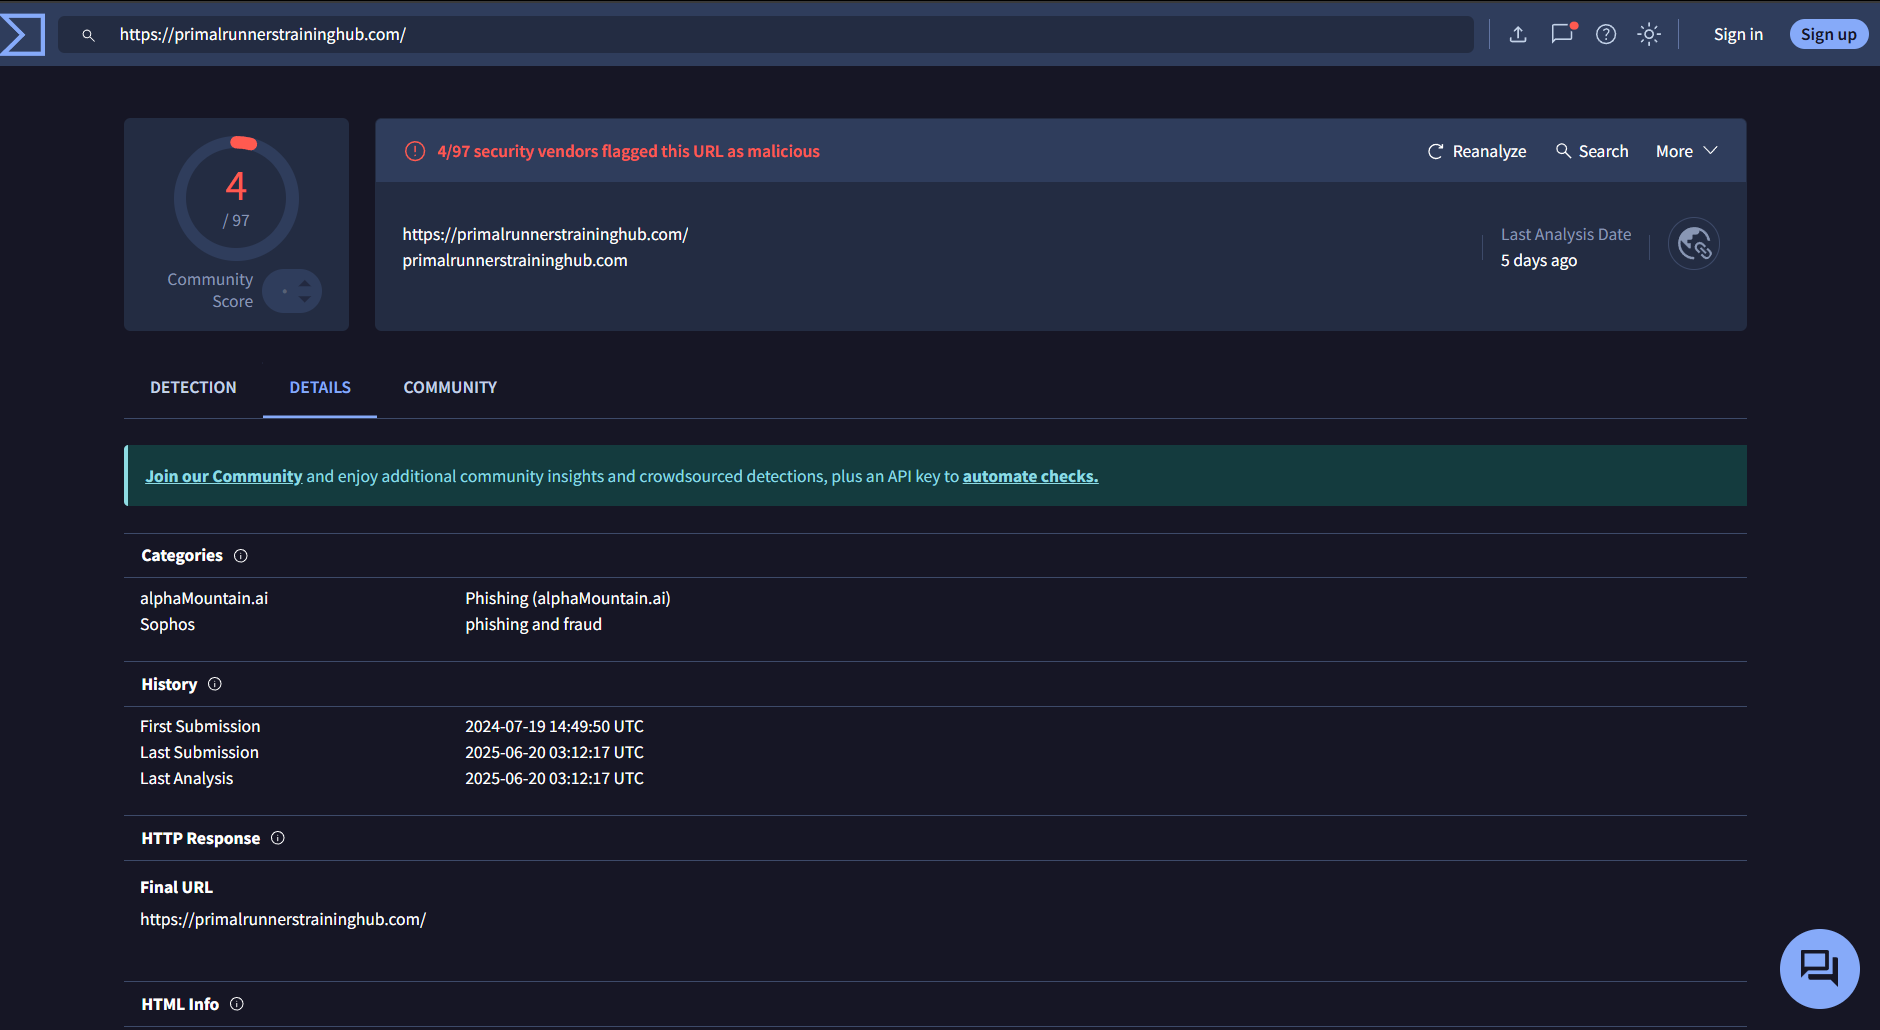 https://primalrunnerstraininghub.com/
Sign in
Sign up
4
/ 97
Community
Score
4/97 security vendors flagged this URL as malicious
Reanalyze
Search
More
https://primalrunnerstraininghub.com/
primalrunnerstraininghub.com
Last Analysis Date
5 days ago
DETECTION
DETAILS
COMMUNITY
Join our Community and enjoy additional community insights and crowdsourced detections, plus an API key to automate checks.
Categories
alphaMountain.ai Phishing (alphaMountain.ai)
Sophos phishing and fraud
History
First Submission 2024-07-19 14:49:50 UTC
Last Submission 2025-06-20 03:12:17 UTC
Last Analysis 2025-06-20 03:12:17 UTC
HTTP Response
Final URL
https://primalrunnerstraininghub.com/
HTML Info